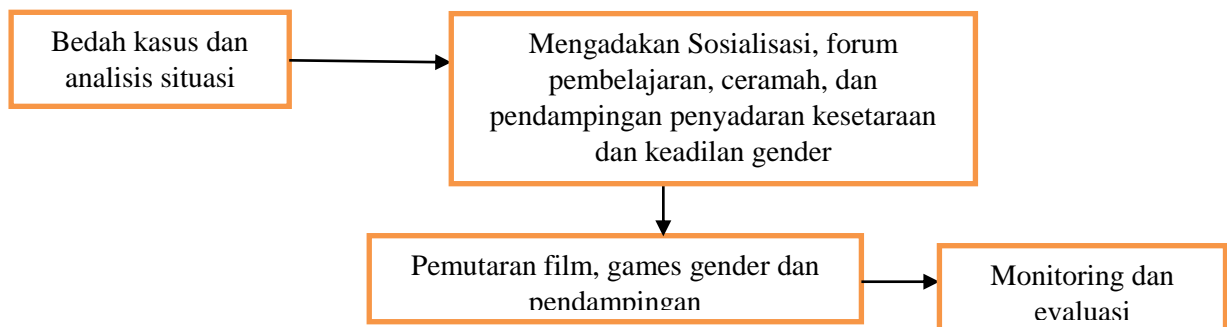 Bedah kasus dan
analisis situasi
Mengadakan Sosialisasi, forum
pembelajaran, ceramah, dan
pendampingan penyadaran kesetaraan
dan keadilan gender
Pemutaran film, games gender dan
pendampingan
Monitoring dan
evaluasi